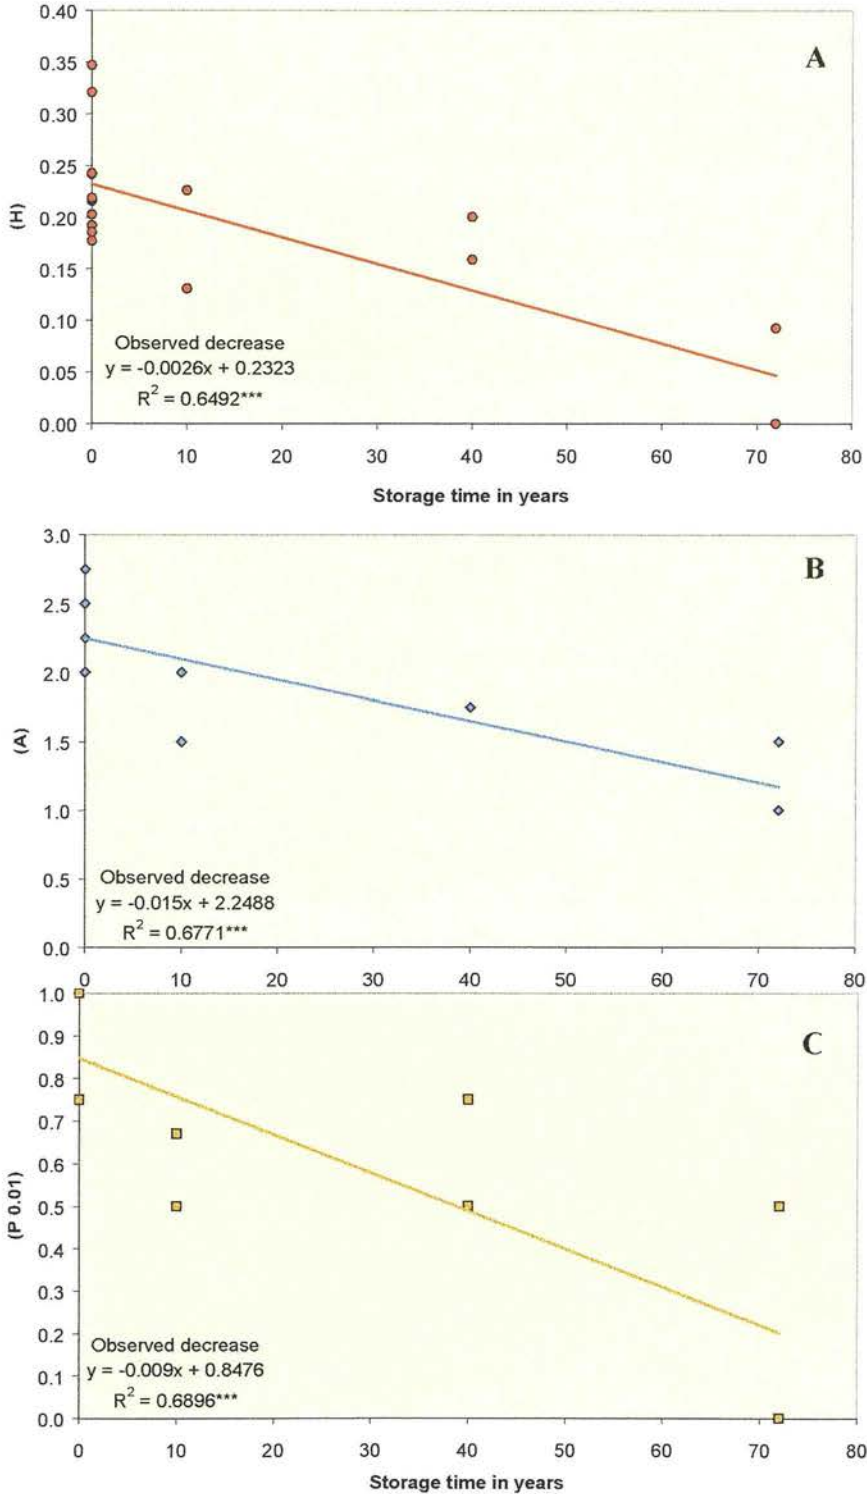 0.40
A
0.35
0.30
0.25
(H)
0.20
0.15
0.10
Observed decrease
0.05
y = -0.0026x + 0.2323
R² = 0.6492***
0.00
0 10 20 30 40 50 60 70 80
Storage time in years
3.0
B
2.5
2.0
(A)
1.5
1.0
0.5
Observed decrease
y = -0.015x + 2.2488
R² = 0.6771***
0.0
0 10 20 30 40 50 60 70 80
1.0
C
0.9
0.8
0.7
0.6
(P 0.01)
0.5
0.4
0.3
0.2
Observed decrease
0.1
y = -0.009x + 0.8476
R² = 0.6896***
0.0
0 10 20 30 40 50 60 70 80
Storage time in years